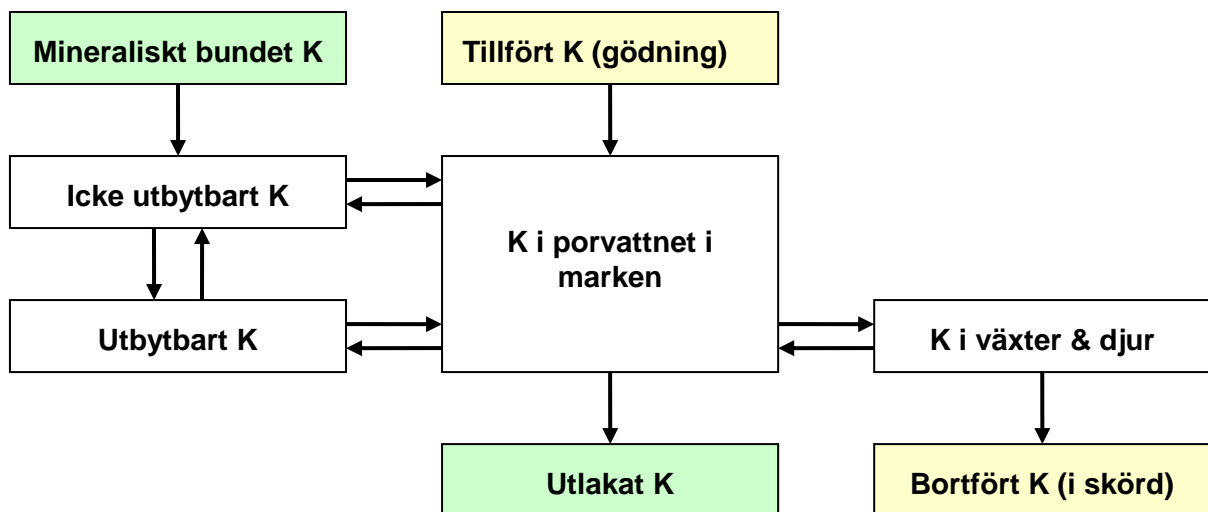 Mineraliskt bundet K
Tillfört K (gödning)
Icke utbytbart K
K i porvattnet i
marken
Utbytbart K
K i växter & djur
Utlakat K
Bortfört K (i skörd)